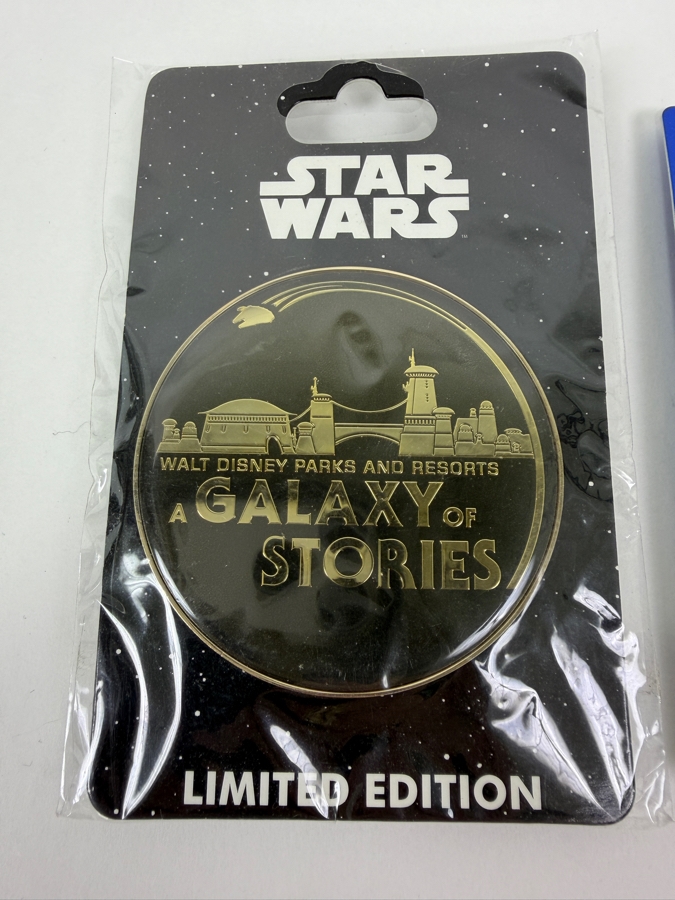 STAR
WARS
WALT DISNEY PARKS AND RESORTS
A GALAXY OF
STORIES
LIMITED EDITION